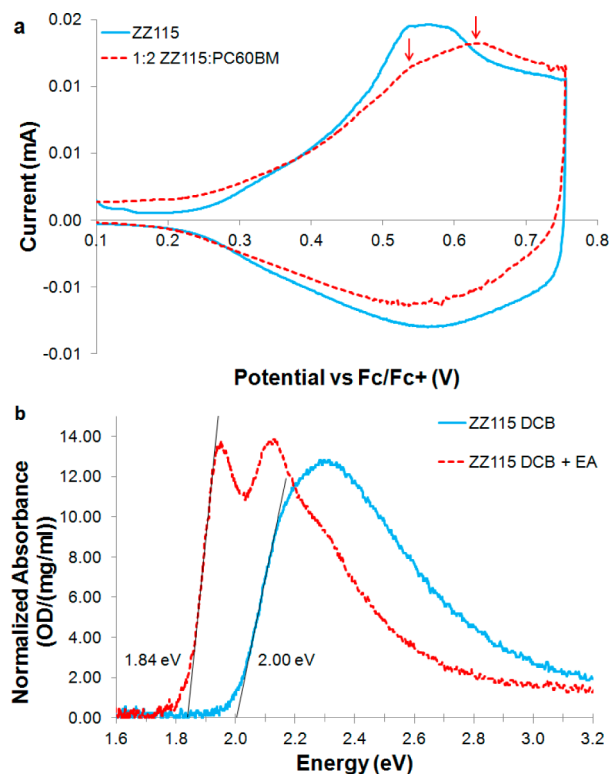 a
ZZ115
1:2 ZZ115:PC60BM
0.02
0.01
0.01
0.00
-0.01
-0.01
0.1 0.2 0.3 0.4 0.5 0.6 0.7 0.8
Current (mA)
Potential vs Fc/Fc+ (V)
b
ZZ115 DCB
ZZ115 DCB + EA
14.00
12.00
10.00
8.00
6.00
4.00
2.00
0.00
1.84 eV
2.00 eV
1.6 1.8 2.0 2.2 2.4 2.6 2.8 3.0 3.2
Normalized Absorbance
(OD/(mg/ml))
Energy (eV)